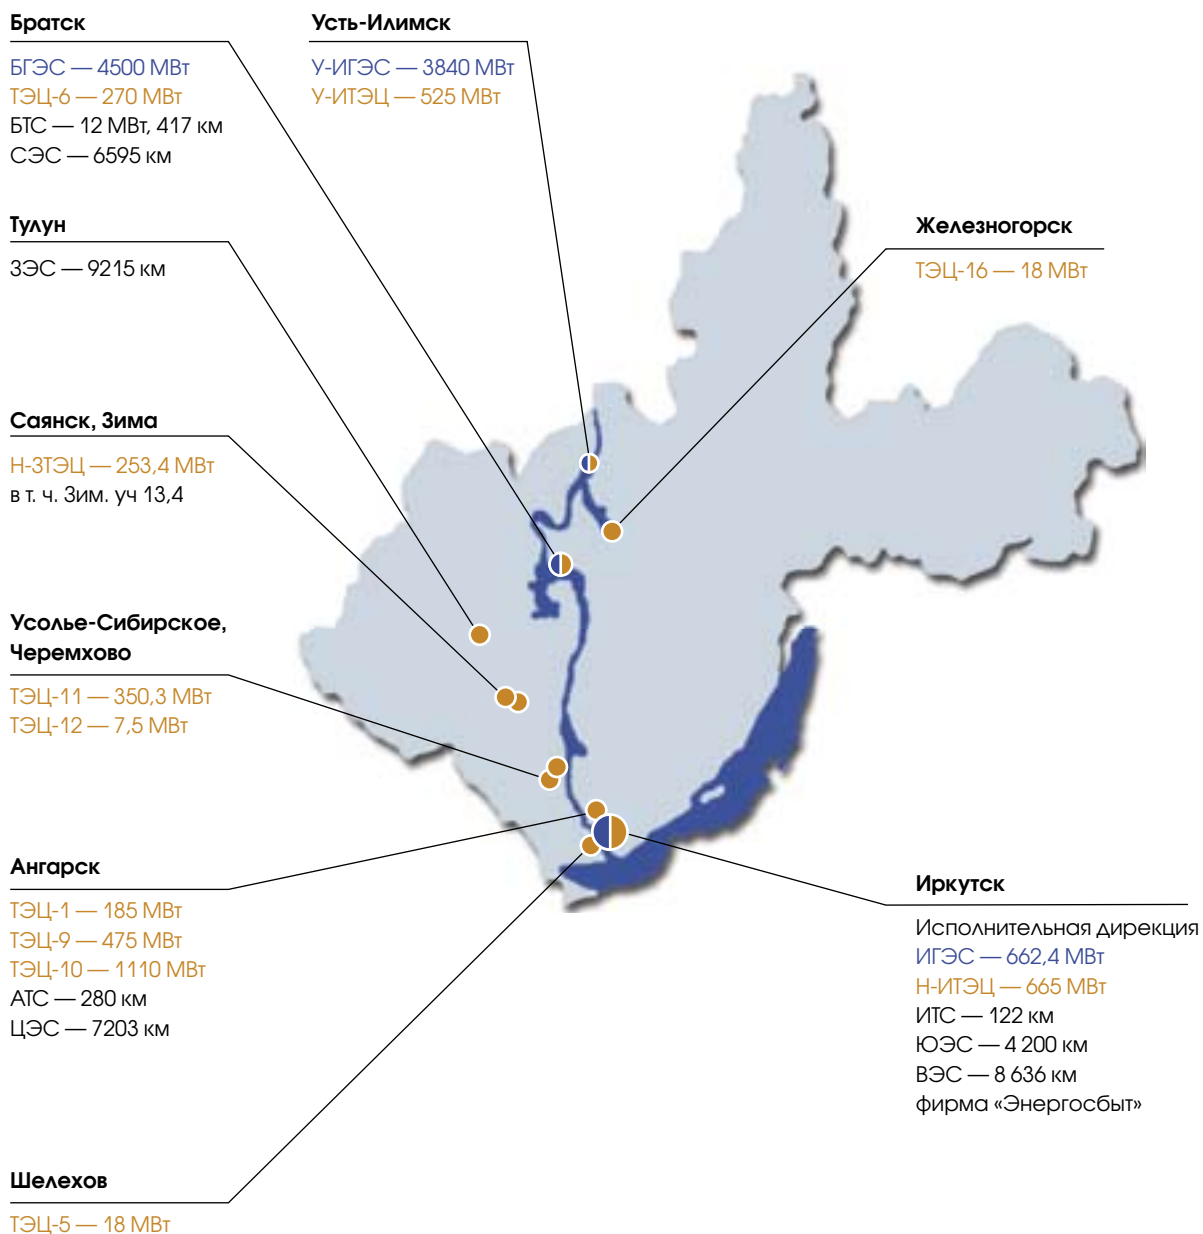 Братск
БГЭС — 4500 МВт
ТЭЦ-6 — 270 МВт
БТС — 12 МВт, 417 км
СЭС — 6595 км
Усть-Илимск
У-ИГЭС — 3840 МВт
У-ИТЭЦ — 525 МВт
Тулун
ЗЭС — 9215 км
Железногорск
ТЭЦ-16 — 18 МВт
Саянск, Зима
Н-ЗТЭЦ — 253,4 МВт
в т. ч. Зим. уч 13,4
Усолье-Сибирское,
Черемхово
ТЭЦ-11 — 350,3 МВт
ТЭЦ-12 — 7,5 МВт
Ангарск
ТЭЦ-1 — 185 МВт
ТЭЦ-9 — 475 МВт
ТЭЦ-10 — 1110 МВт
АТС — 280 км
ЦЭС — 7203 км
Иркутск
Исполнительная дирекция
ИГЭС — 662,4 МВт
Н-ИТЭЦ — 665 МВт
ИТС — 122 км
ЮЭС — 4 200 км
ВЭС — 8 636 км
фирма «Энергосбыт»
Шелехов
ТЭЦ-5 — 18 МВт